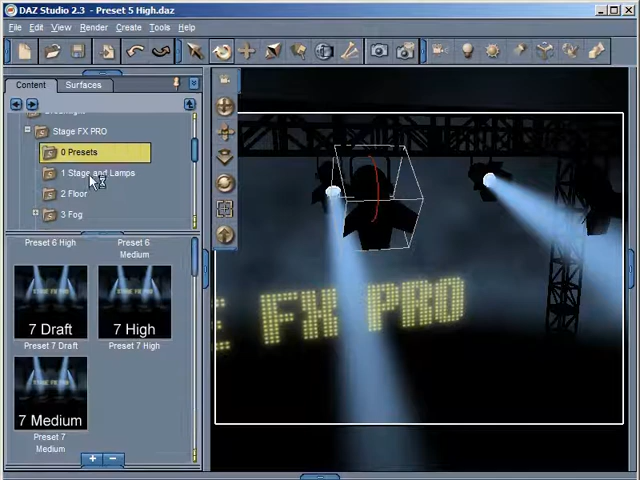 DAZ Studio 2.3 - Preset 5 High.daz
File Edit View Render Create Tools Help
Content Surfaces
Stage FX PRO
0 Presets
1 Stage and Lamps
2 Floor
3 Fog
Preset 6 High
Preset 6 Medium
7 Draft
7 High
Preset 7 Draft
Preset 7 High
7 Medium
Preset 7 Medium
E FX PRO